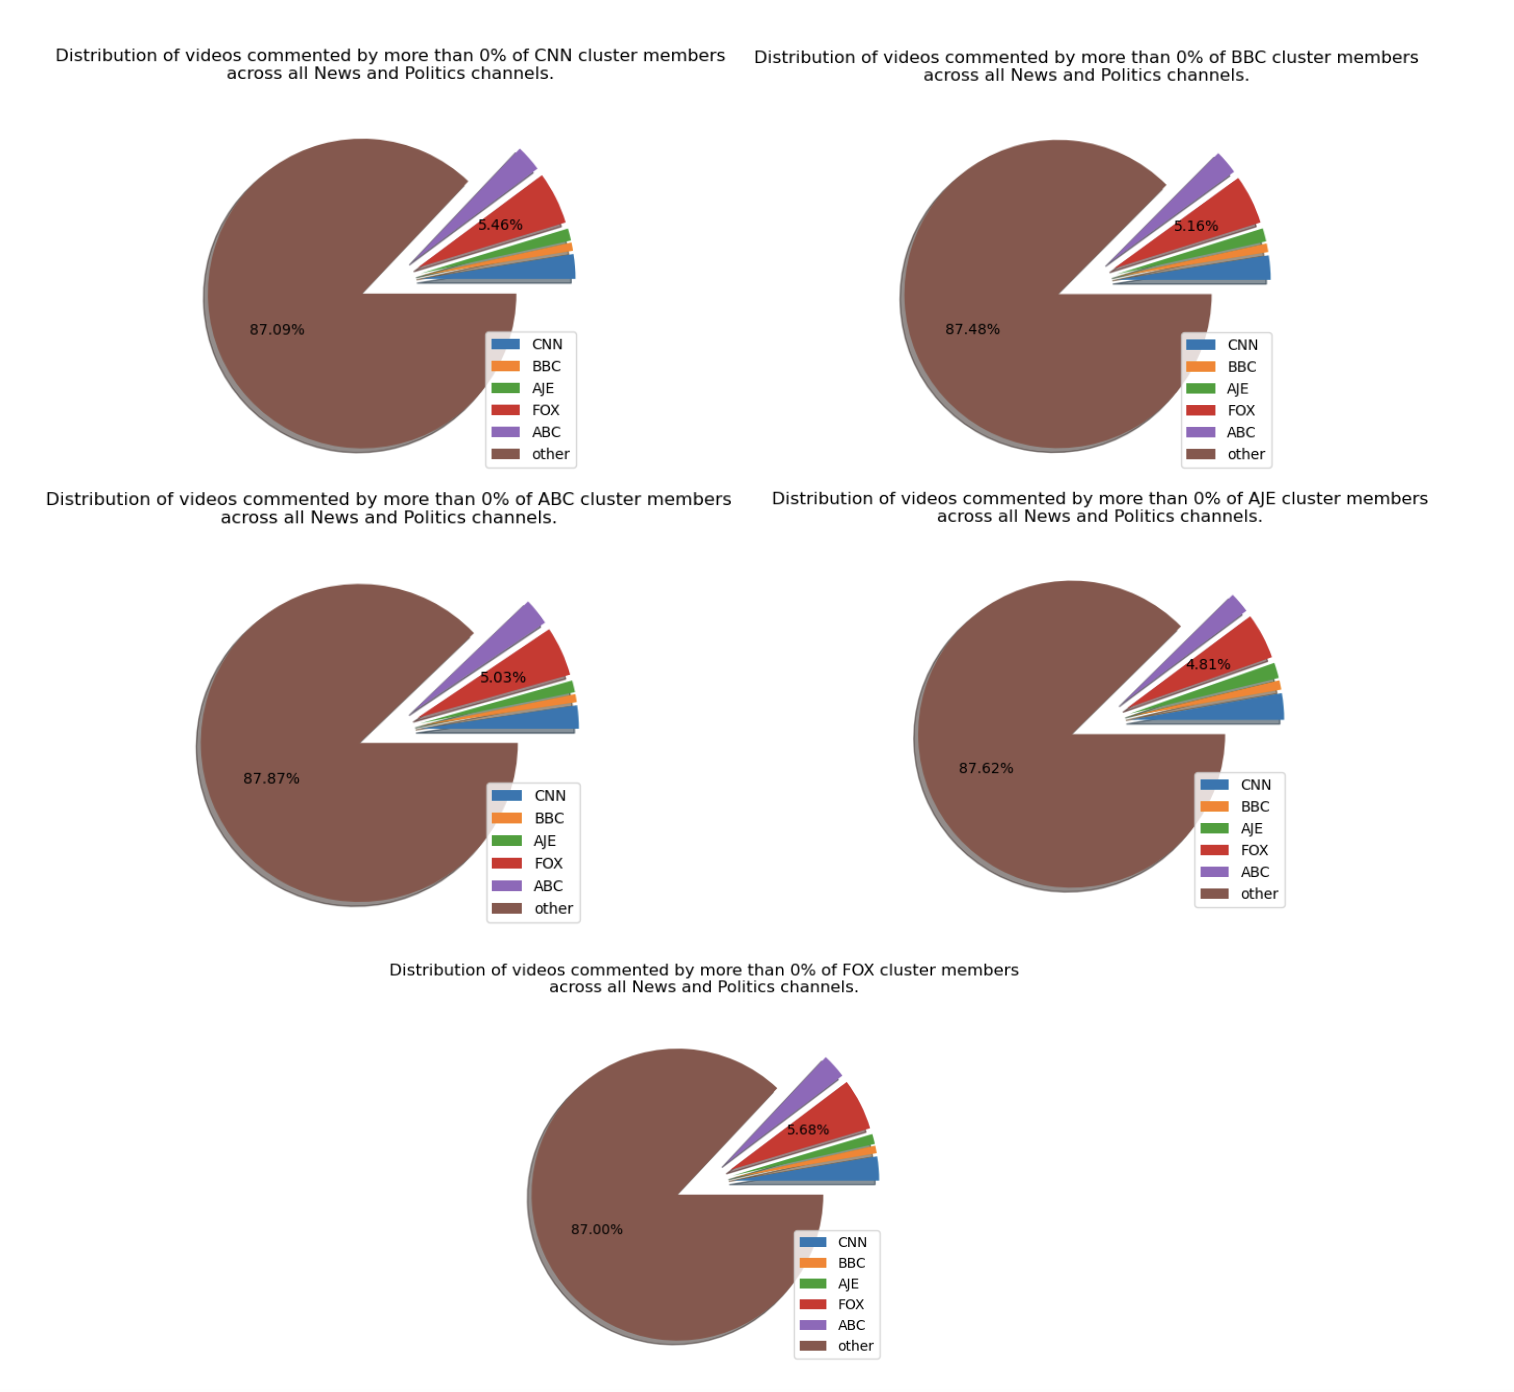 Distribution of videos commented by more than 0% of CNN cluster members
across all News and Politics channels.
5.46%
87.09%
CNN
BBC
AJE
FOX
ABC
other
Distribution of videos commented by more than 0% of BBC cluster members
across all News and Politics channels.
5.16%
87.48%
CNN
BBC
AJE
FOX
ABC
other
Distribution of videos commented by more than 0% of ABC cluster members
across all News and Politics channels.
5.03%
87.87%
CNN
BBC
AJE
FOX
ABC
other
Distribution of videos commented by more than 0% of AJE cluster members
across all News and Politics channels.
4.81%
87.62%
CNN
BBC
AJE
FOX
ABC
other
Distribution of videos commented by more than 0% of FOX cluster members
across all News and Politics channels.
5.68%
87.00%
CNN
BBC
AJE
FOX
ABC
other